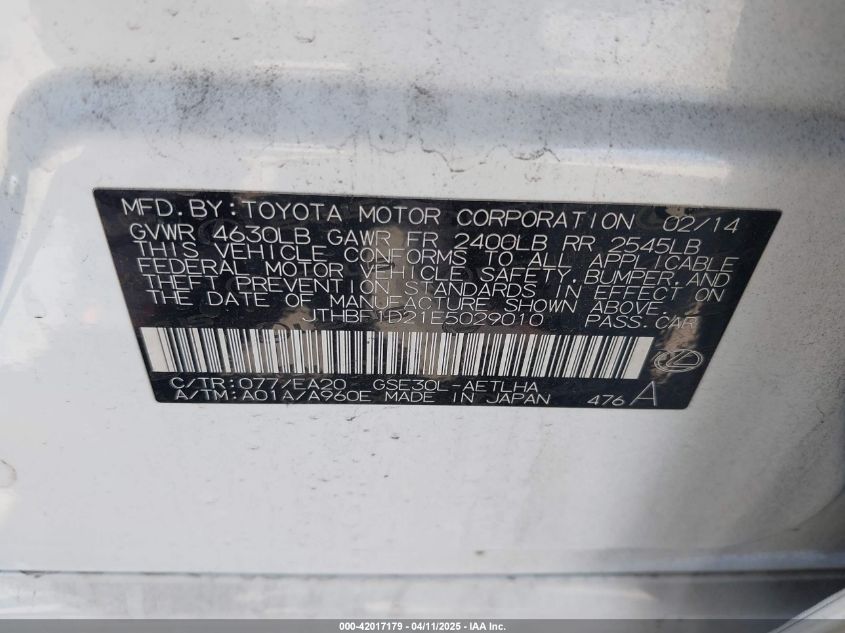 MFD.BY:TOYOTA MOTOR CORPORATION 02/14
GVWR 4630LB GAWR FR 2400LB RR 2545LB
THIS VEHICLE CONFORMS TO ALL APPLICABLE
FEDERAL MOTOR VEHICLE SAFETY, BUMPER, AND
THEFT PREVENTION STANDARDS IN EFFECT ON
THE DATE OF MANUFACTURE SHOWN ABOVE.
JTHBF1D21E5029010 PASS.CAR
C/TR:077/EA20 GSE30L-AETLHA
A/TM:A01A/A960E MADE IN JAPAN 476 A
000-42017179 - 04/11/2025 - IAA Inc.